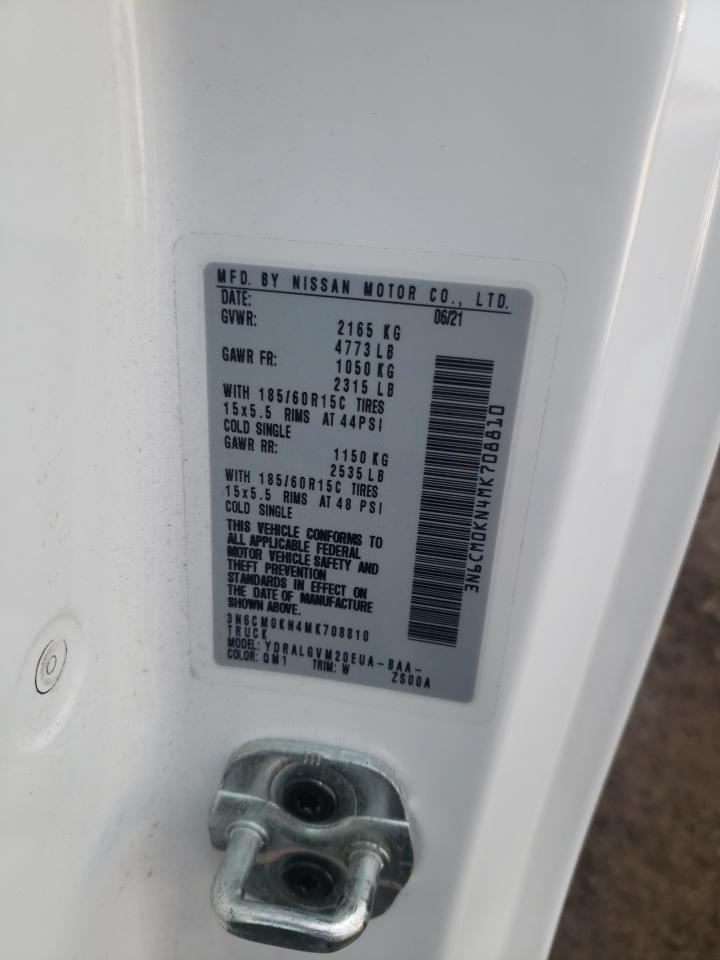 MFD. BY NISSAN MOTOR CO., LTD.
DATE: 06/21
GVWR: 2165 KG
4773 LB
GAWR FR: 1050 KG
2315 LB
WITH 185/60R15C TIRES
15x5.5 RIMS AT 44PSI
COLD SINGLE
GAWR RR: 1150 KG
2535 LB
WITH 185/60R15C TIRES
15x5.5 RIMS AT 48 PSI
COLD SINGLE
THIS VEHICLE CONFORMS TO
ALL APPLICABLE FEDERAL
MOTOR VEHICLE SAFETY AND
THEFT PREVENTION
STANDARDS IN EFFECT ON
THE DATE OF MANUFACTURE
SHOWN ABOVE.
3N6CM0KN4MK708810
TRUCK
MODEL: YDRALGVM20EUA-BAA-
COLOR: QM1 TRIM: W ZS00A
3N6CM0KN4MK708810